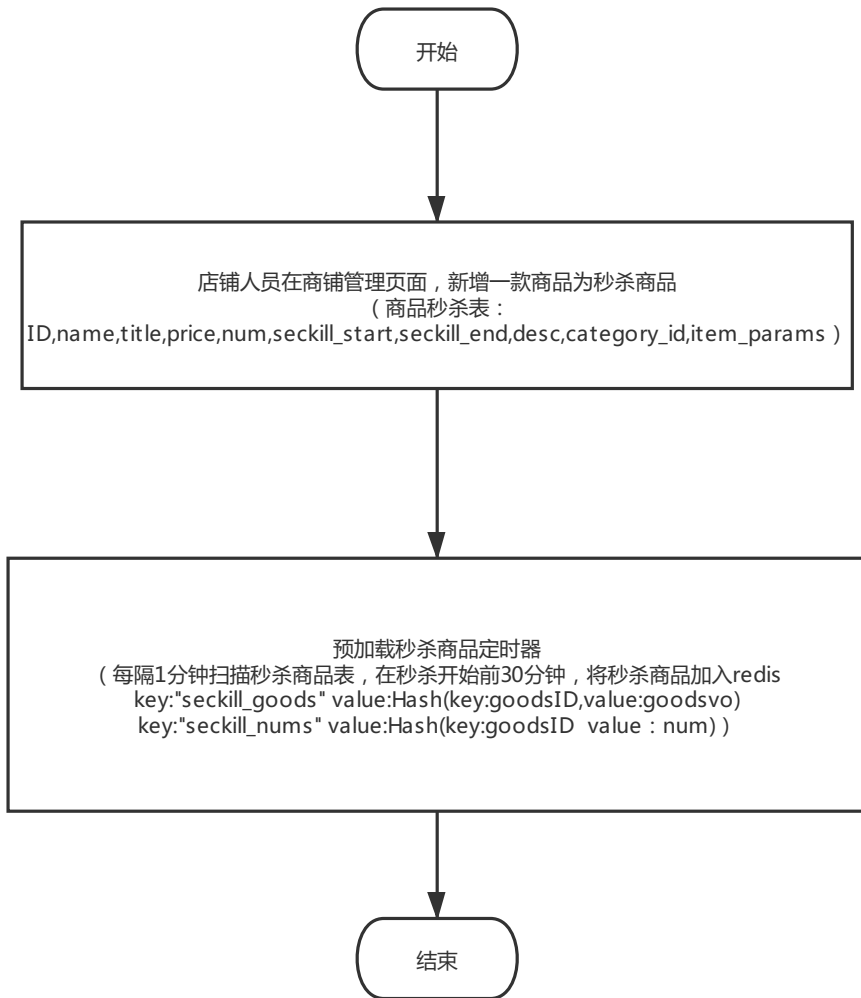 开始
店铺人员在商铺管理页面，新增一款商品为秒杀商品
（商品秒杀表：
ID,name,title,price,num,seckill_start,seckill_end,desc,category_id,item_params）
预加载秒杀商品定时器
（每隔1分钟扫描秒杀商品表，在秒杀开始前30分钟，将秒杀商品加入redis
key:"seckill_goods" value:Hash(key:goodsID,value:goodsvo)
key:"seckill_nums" value:Hash(key:goodsID  value：num)）
结束